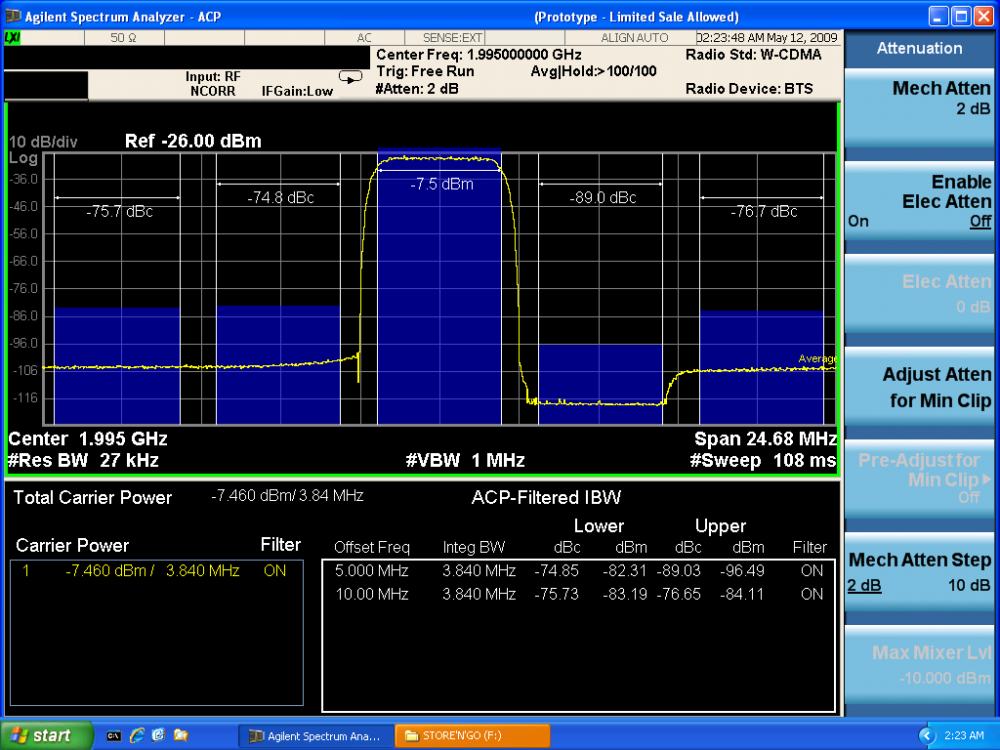 Agilent Spectrum Analyzer - ACP (Prototype - Limited Sale Allowed)
LXI 50 Ω AC SENSE:EXT ALIGN AUTO 02:23:48 AM May 12, 2009
Center Freq: 1.995000000 GHz Radio Std: W-CDMA
Input: RF Trig: Free Run Avg|Hold:>100/100
NCORR IFGain:Low #Atten: 2 dB Radio Device: BTS
10 dB/div Ref -26.00 dBm
Log
-36.0
-46.0
-56.0
-66.0
-76.0
-86.0
-96.0
-106
-116
-75.7 dBc
-74.8 dBc
-7.5 dBm
-89.0 dBc
-76.7 dBc
Average
Center 1.995 GHz Span 24.68 MHz
#Res BW 27 kHz #VBW 1 MHz #Sweep 108 ms
Total Carrier Power -7.460 dBm/ 3.84 MHz ACP-Filtered IBW
Lower Upper
Carrier Power Filter Offset Freq Integ BW dBc dBm dBc dBm Filter
1 -7.460 dBm / 3.840 MHz ON 5.000 MHz 3.840 MHz -74.85 -82.31 -89.03 -96.49 ON
10.00 MHz 3.840 MHz -75.73 -83.19 -76.65 -84.11 ON
Attenuation
Mech Atten
2 dB
Enable
Elec Atten
On Off
Elec Atten
0 dB
Adjust Atten
for Min Clip
Pre-Adjust for
Min Clip
Off
Mech Atten Step
2 dB 10 dB
Max Mixer Lvl
-10.000 dBm
start C:\ Agilent Spectrum Ana... STORE'N'GO (F:) 2:23 AM